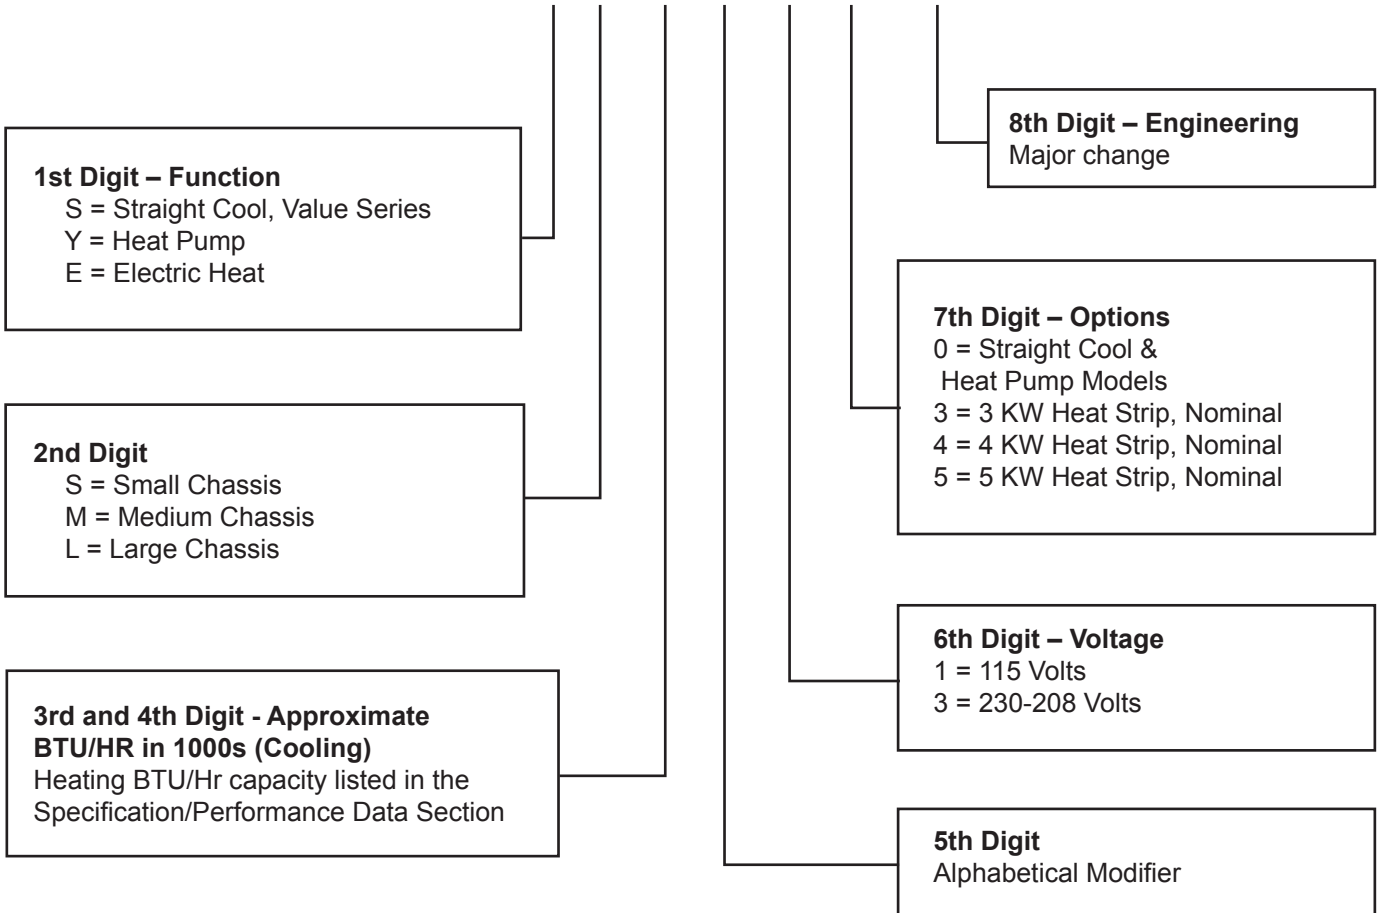 1st Digit – Function
S = Straight Cool, Value Series
Y = Heat Pump
E = Electric Heat
2nd Digit
S = Small Chassis
M = Medium Chassis
L = Large Chassis
3rd and 4th Digit - Approximate
BTU/HR in 1000s (Cooling)
Heating BTU/Hr capacity listed in the
Specification/Performance Data Section
8th Digit – Engineering
Major change
7th Digit – Options
0 = Straight Cool &
Heat Pump Models
3 = 3 KW Heat Strip, Nominal
4 = 4 KW Heat Strip, Nominal
5 = 5 KW Heat Strip, Nominal
6th Digit – Voltage
1 = 115 Volts
3 = 230-208 Volts
5th Digit
Alphabetical Modifier